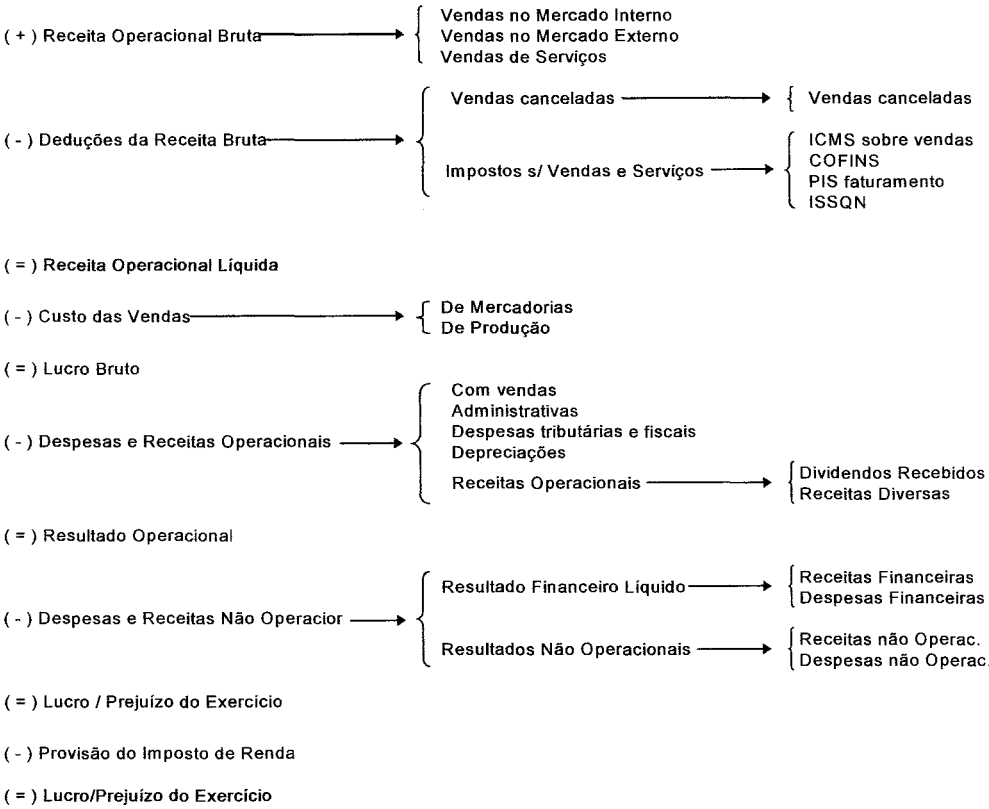 ( + ) Receita Operacional Bruta
Vendas no Mercado Interno
Vendas no Mercado Externo
Vendas de Serviços
( - ) Deduções da Receita Bruta
Vendas canceladas
{ Vendas canceladas
Impostos s/ Vendas e Serviços
ICMS sobre vendas
COFINS
PIS faturamento
ISSQN
( = ) Receita Operacional Líquida
( - ) Custo das Vendas
De Mercadorias
De Produção
( = ) Lucro Bruto
( - ) Despesas e Receitas Operacionais
Com vendas
Administrativas
Despesas tributárias e fiscais
Depreciações
Receitas Operacionais
Dividendos Recebidos
Receitas Diversas
( = ) Resultado Operacional
( - ) Despesas e Receitas Não Operacior
Resultado Financeiro Líquido
Receitas Financeiras
Despesas Financeiras
Resultados Não Operacionais
Receitas não Operac.
Despesas não Operac.
( = ) Lucro / Prejuízo do Exercício
( - ) Provisão do Imposto de Renda
( = ) Lucro/Prejuízo do Exercício